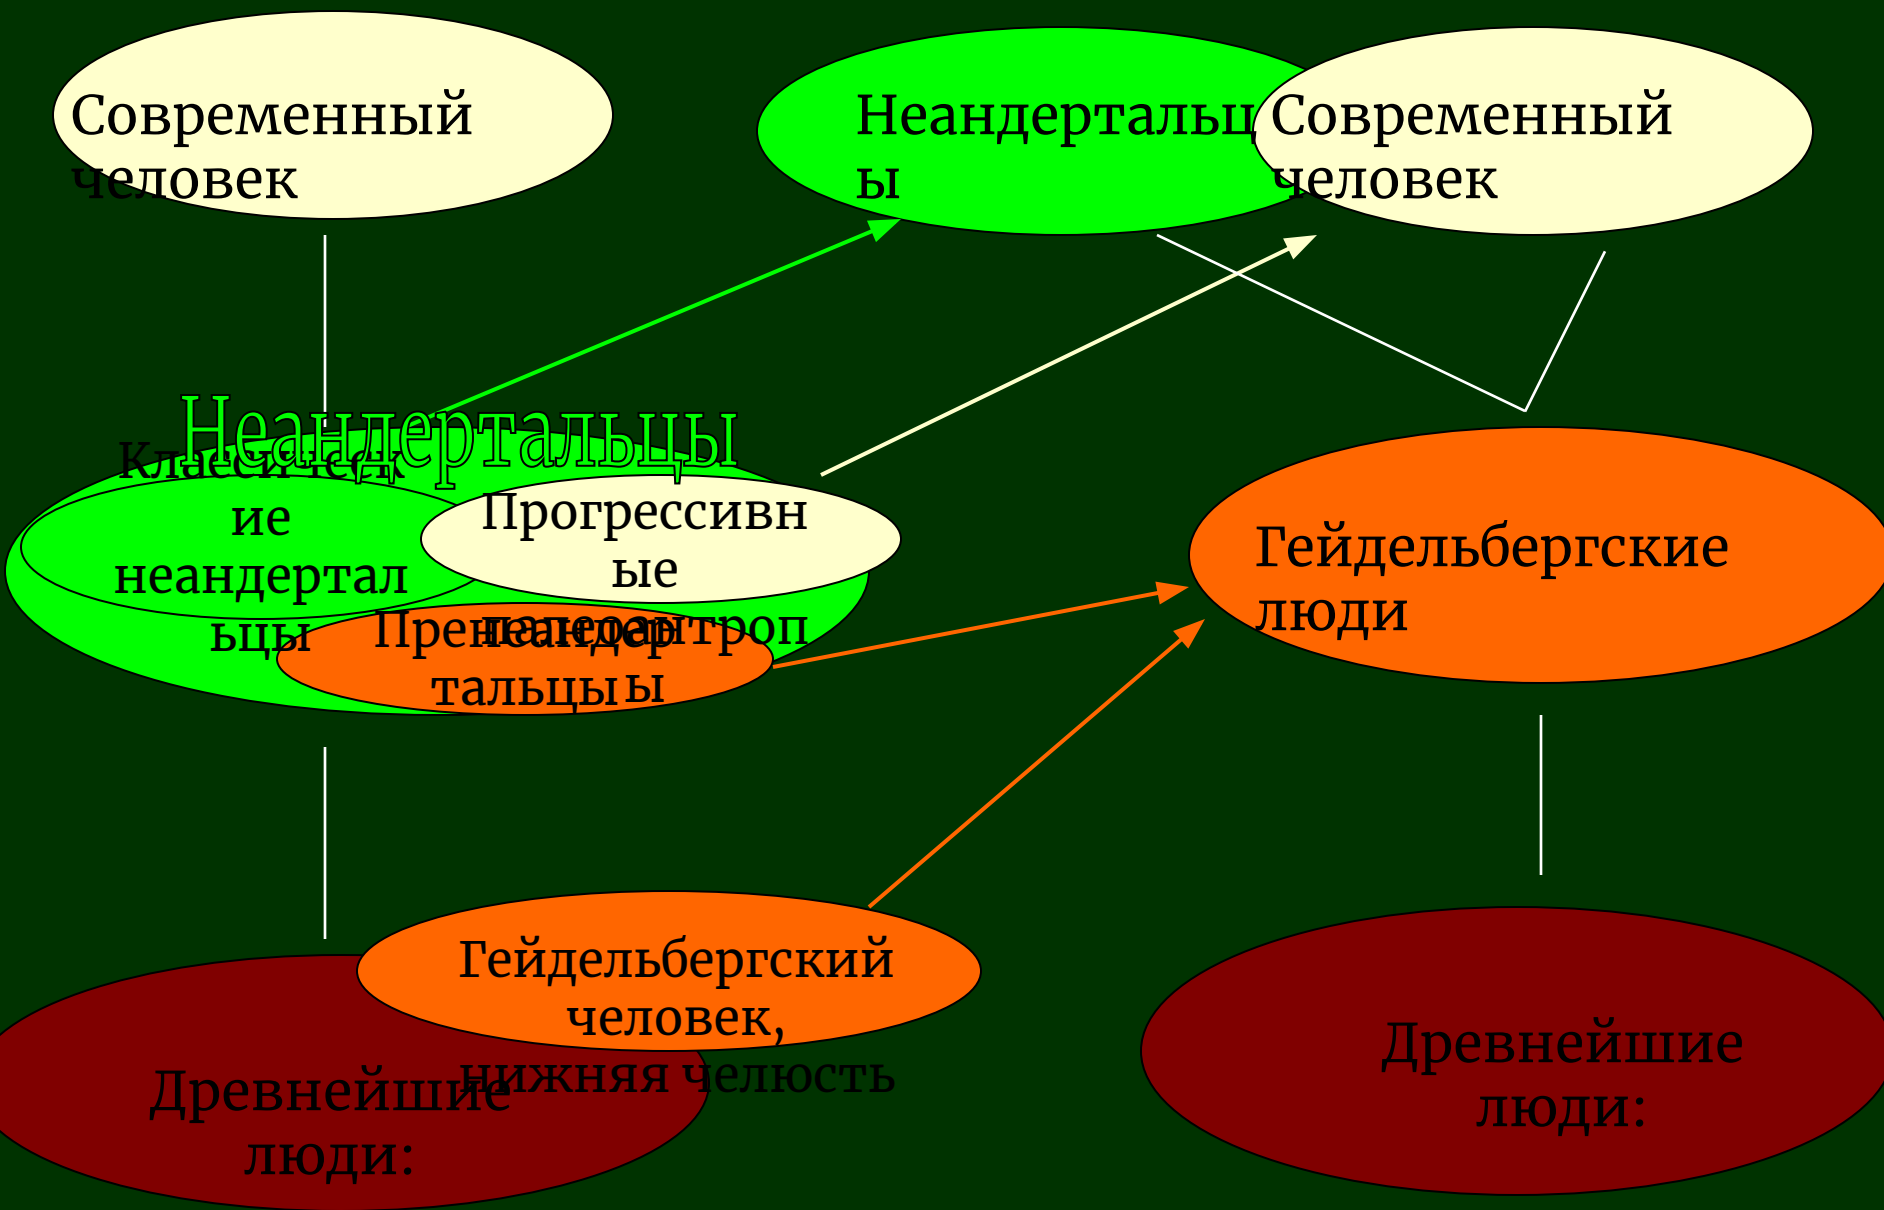 Современный
человек
Неандертальц
ы
Современный
человек
Неандертальцы
Классическ
ие
неандертал
ьцы
Прогрессивн
ые
палеоантроп
ы
Пренеандер
тальцы
Гейдельбергские
люди
Гейдельбергский
человек,
нижняя челюсть
Древнейшие
люди:
Древнейшие
люди: